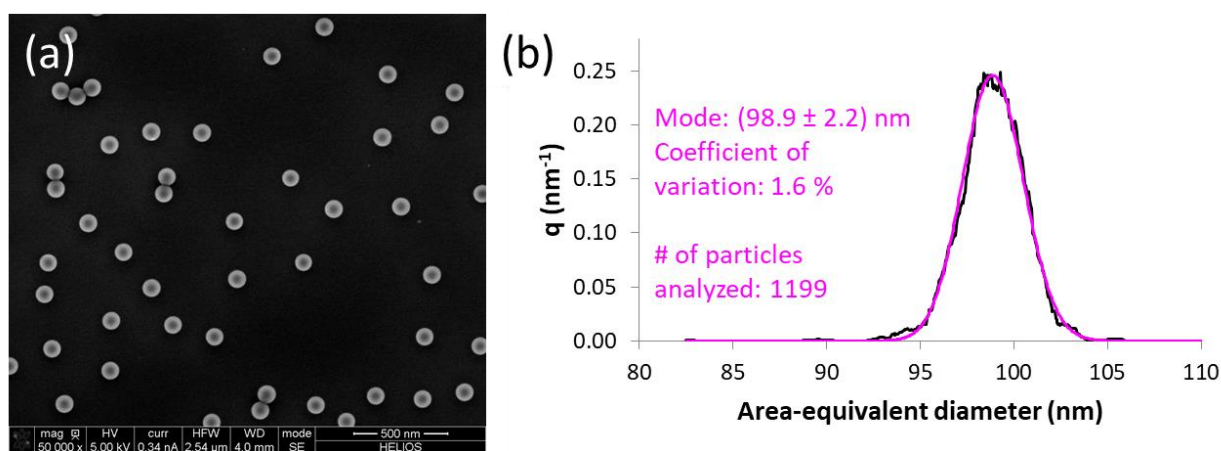 (a)
mag HV curr HFW WD mode 500 nm
50 000 x 5.00 kV 0.34 nA 2.54 µm 4.0 mm SE HELIOS
(b)
q (nm⁻¹)
0.25
0.20
0.15
0.10
0.05
0.00
Mode: (98.9 ± 2.2) nm
Coefficient of
variation: 1.6 %
# of particles
analyzed: 1199
80 85 90 95 100 105 110
Area-equivalent diameter (nm)